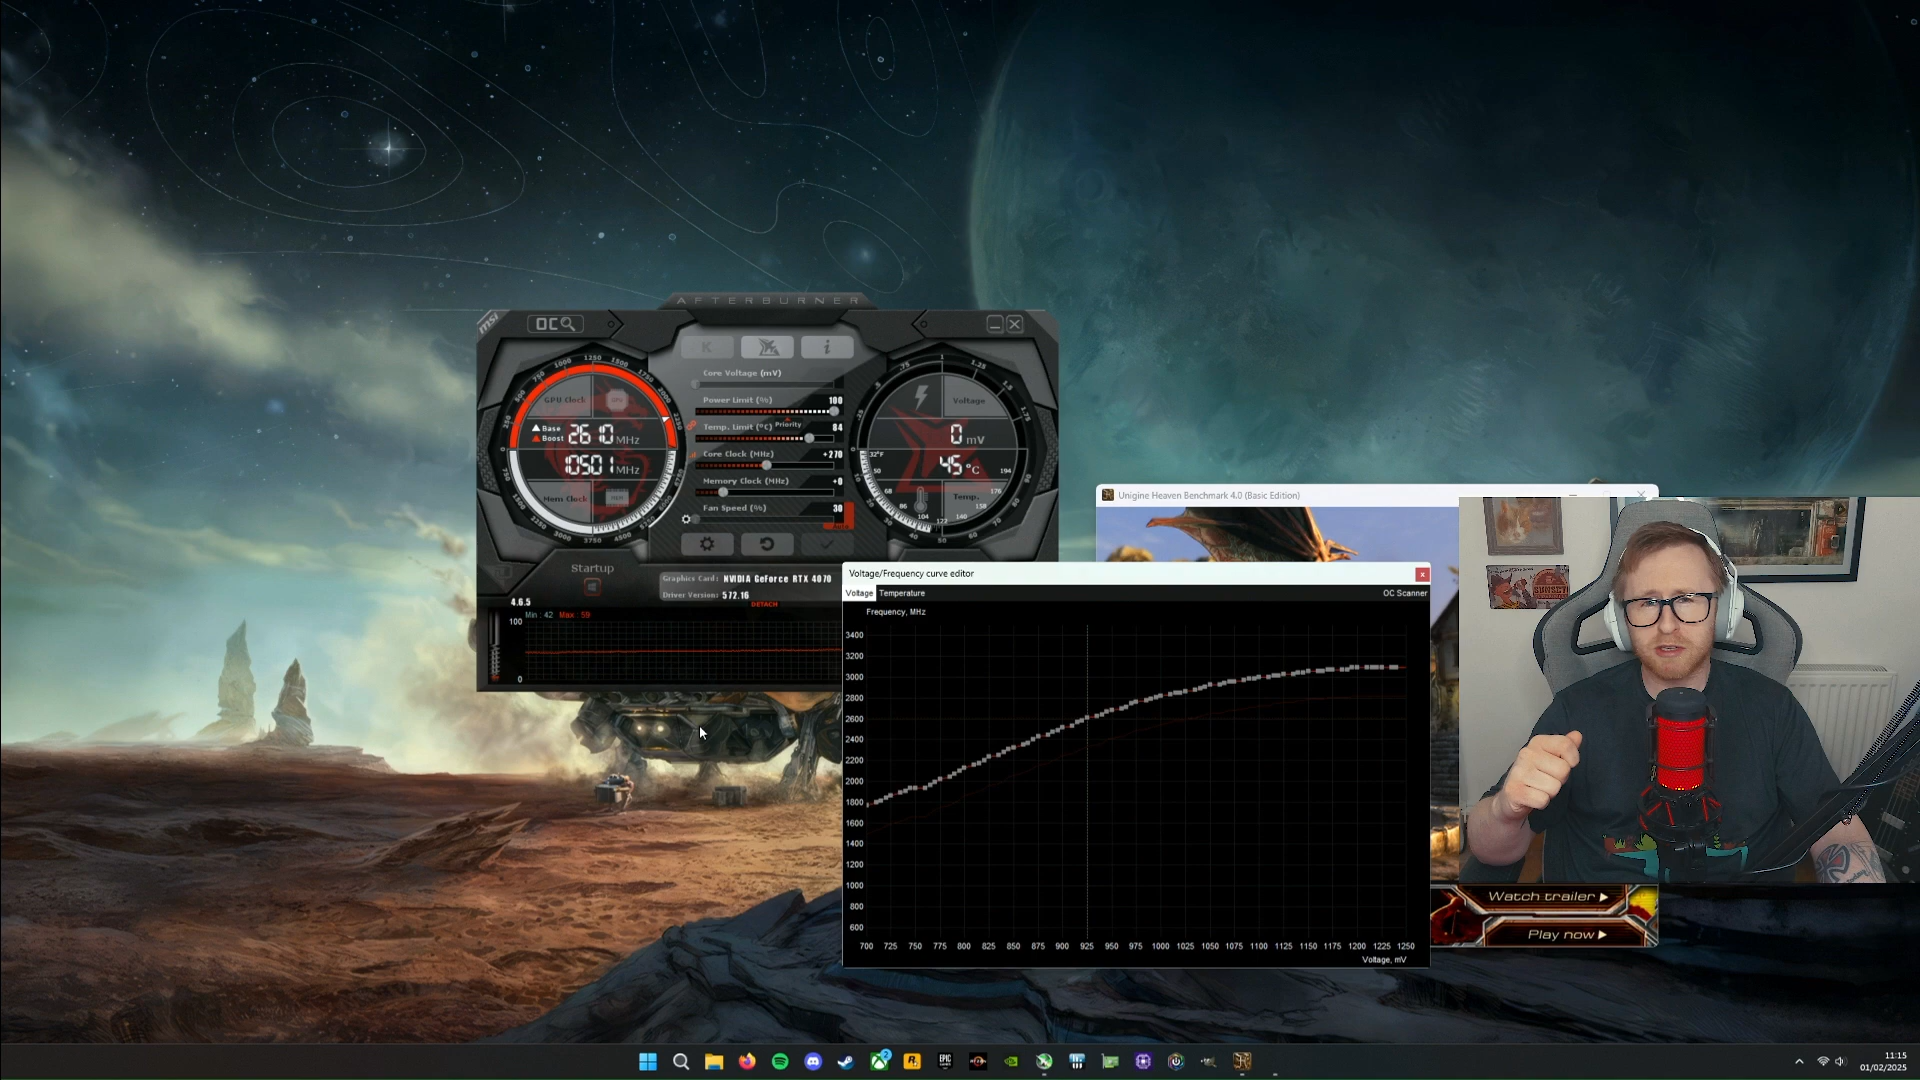 AFTERBURNER
msi
OC
K
i
Core Voltage (mV)
Power Limit (%) 100
Temp. Limit (°C) Priority 84
Core Clock (MHz) +270
Memory Clock (MHz) +0
Fan Speed (%) 30
Auto
GPU Clock
Base
Boost
2610 MHz
10501 MHz
Mem Clock
Voltage
0 mV
45 °C
Temp.
Startup
Graphics Card: NVIDIA GeForce RTX 4070
Driver Version: 572.16
DETACH
4.6.5
Min : 42 Max : 59
100
0
Unigine Heaven Benchmark 4.0 (Basic Edition)
Voltage/Frequency curve editor
Voltage Temperature OC Scanner
Frequency, MHz
3400
3200
3000
2800
2600
2400
2200
2000
1800
1600
1400
1200
1000
800
600
700 725 750 775 800 825 850 875 900 925 950 975 1000 1025 1050 1075 1100 1125 1150 1175 1200 1225 1250
Voltage, mV
Watch trailer
Play now
11:15
01/02/2025